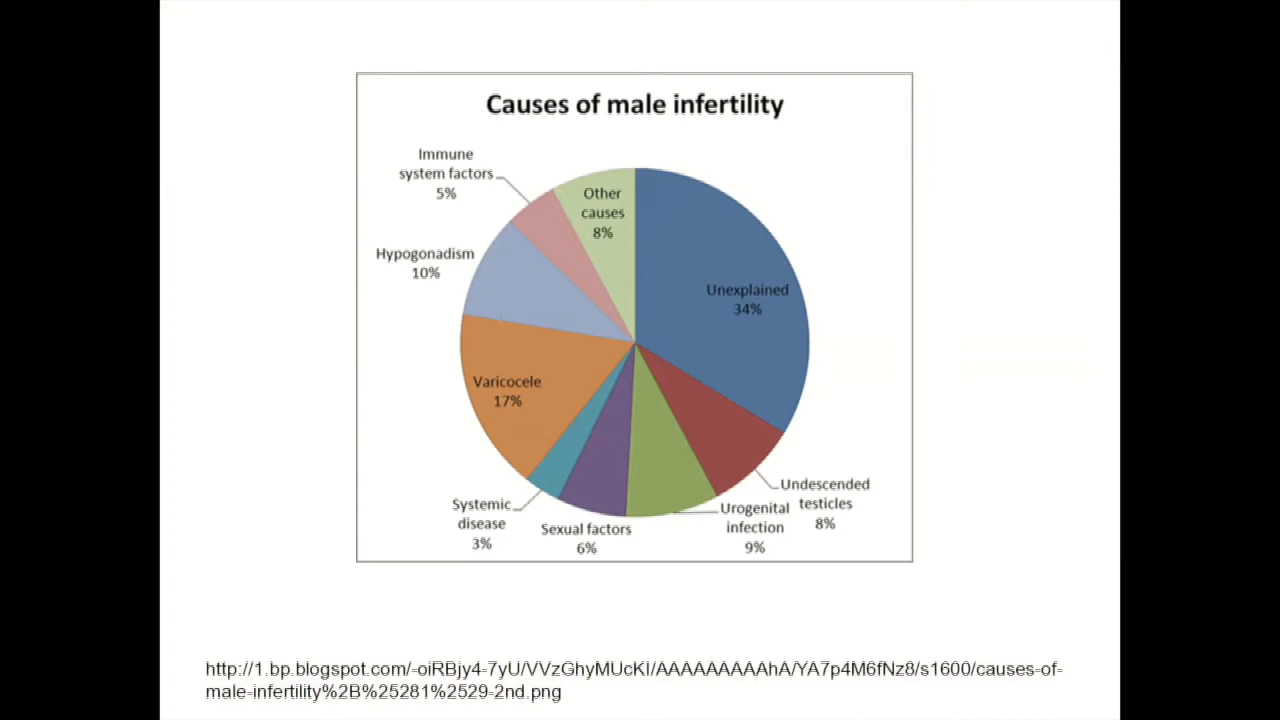 Causes of male infertility
Immune
system factors
5%
Other
causes
8%
Hypogonadism
10%
Unexplained
34%
Varicocele
17%
Undescended
testicles
8%
Systemic
disease
3%
Sexual factors
6%
Urogenital
infection
9%
http://1.bp.blogspot.com/-oiRBjy4-7yU/VVzGhyMUcKI/AAAAAAAAAhA/YA7p4M6fNz8/s1600/causes-of-
male-infertility%2B%25281%2529-2nd.png